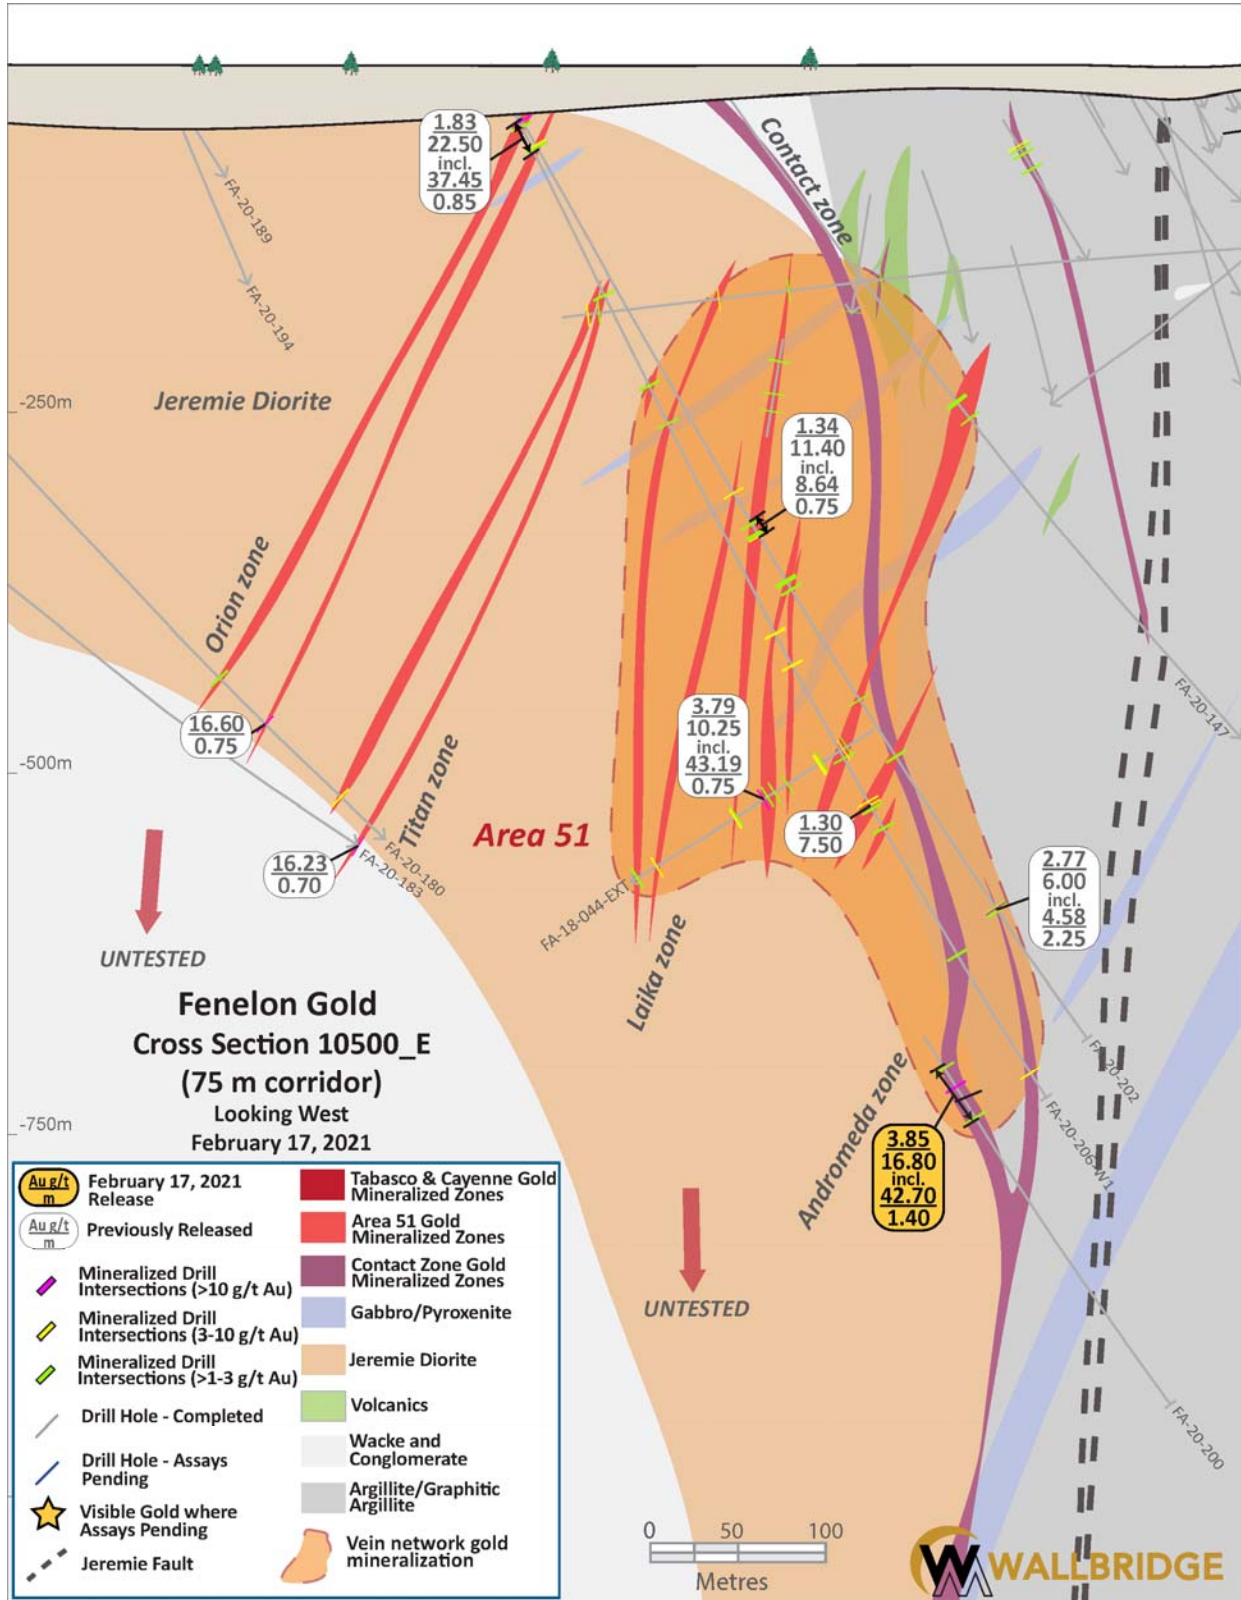 1.83
22.50
incl.
37.45
0.85
Contact zone
FA-20-189
FA-20-194
Jeremie Diorite
-250m
1.34
11.40
incl.
8.64
0.75
Orion zone
16.60
0.75
-500m
Titan zone
3.79
10.25
incl.
43.19
0.75
FA-20-147
Area 51
1.30
7.50
16.23
0.70
FA-20-180
FA-20-183
FA-18-044-EXT
2.77
6.00
incl.
4.58
2.25
UNTESTED
Laika zone
Fenelon Gold
Cross Section 10500_E
(75 m corridor)
Looking West
February 17, 2021
FA-20-202
FA-20-206-W1
-750m
Andromeda zone
3.85
16.80
incl.
42.70
1.40
UNTESTED
FA-20-200
Au g/t
m
February 17, 2021
Release
Au g/t
m
Previously Released
Mineralized Drill
Intersections (>10 g/t Au)
Mineralized Drill
Intersections (3-10 g/t Au)
Mineralized Drill
Intersections (>1-3 g/t Au)
Drill Hole - Completed
Drill Hole - Assays
Pending
Visible Gold where
Assays Pending
Jeremie Fault
Tabasco & Cayenne Gold
Mineralized Zones
Area 51 Gold
Mineralized Zones
Contact Zone Gold
Mineralized Zones
Gabbro/Pyroxenite
Jeremie Diorite
Volcanics
Wacke and
Conglomerate
Argillite/Graphitic
Argillite
Vein network gold
mineralization
0 50 100
Metres
WALLBRIDGE